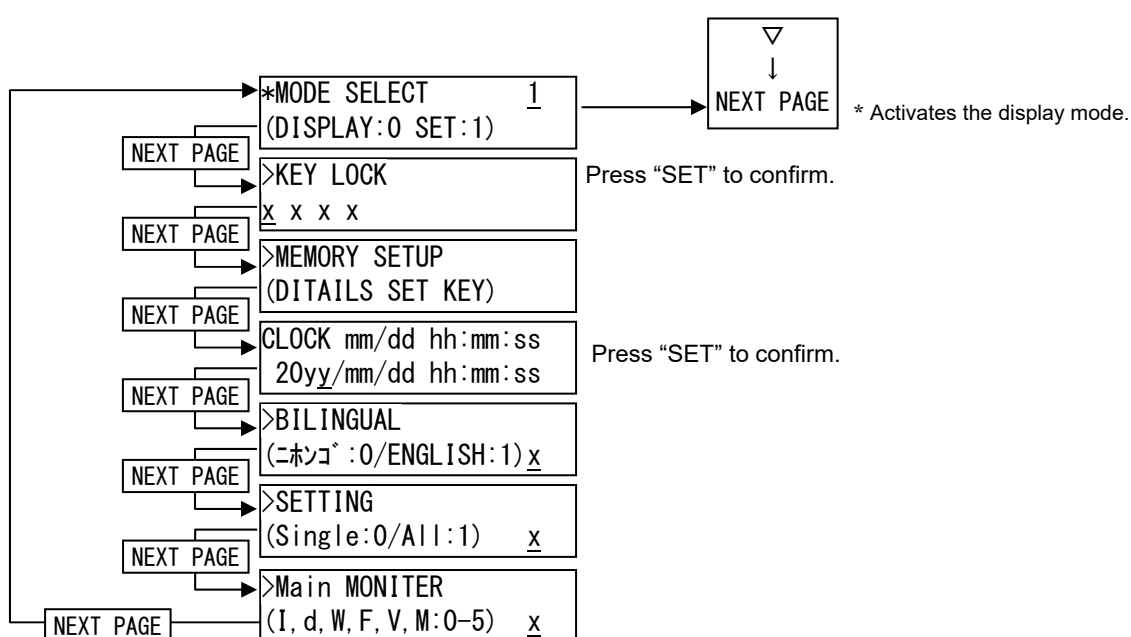 ▽
↓
NEXT PAGE
* Activates the display mode.
*MODE SELECT 1
(DISPLAY:0 SET:1)
NEXT PAGE
>KEY LOCK
x x x x
Press “SET” to confirm.
NEXT PAGE
>MEMORY SETUP
(DITAILS SET KEY)
NEXT PAGE
CLOCK mm/dd hh:mm:ss
20yy/mm/dd hh:mm:ss
Press “SET” to confirm.
NEXT PAGE
>BILINGUAL
(ﾆﾎﾝｺﾞ:0/ENGLISH:1) x
NEXT PAGE
>SETTING
(Single:0/All:1) x
NEXT PAGE
>Main MONITER
(I,d,W,F,V,M:0-5) x
NEXT PAGE